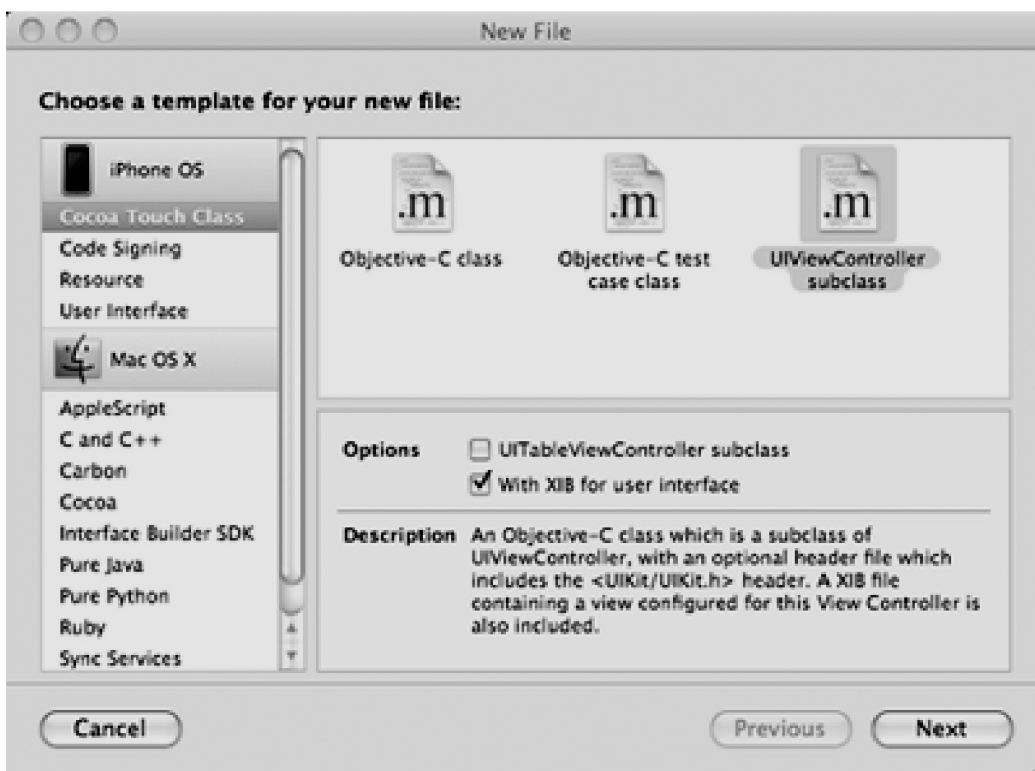 New File
Choose a template for your new file:
iPhone OS
Cocoa Touch Class
Code Signing
Resource
User Interface
Mac OS X
AppleScript
C and C++
Carbon
Cocoa
Interface Builder SDK
Pure Java
Pure Python
Ruby
Sync Services
.m
.m
.m
Objective-C class
Objective-C test
case class
UIViewController
subclass
Options
UITableViewController subclass
With XIB for user interface
Description An Objective-C class which is a subclass of
UIViewController, with an optional header file which
includes the <UIKit/UIKit.h> header. A XIB file
containing a view configured for this View Controller is
also included.
Cancel
Previous
Next